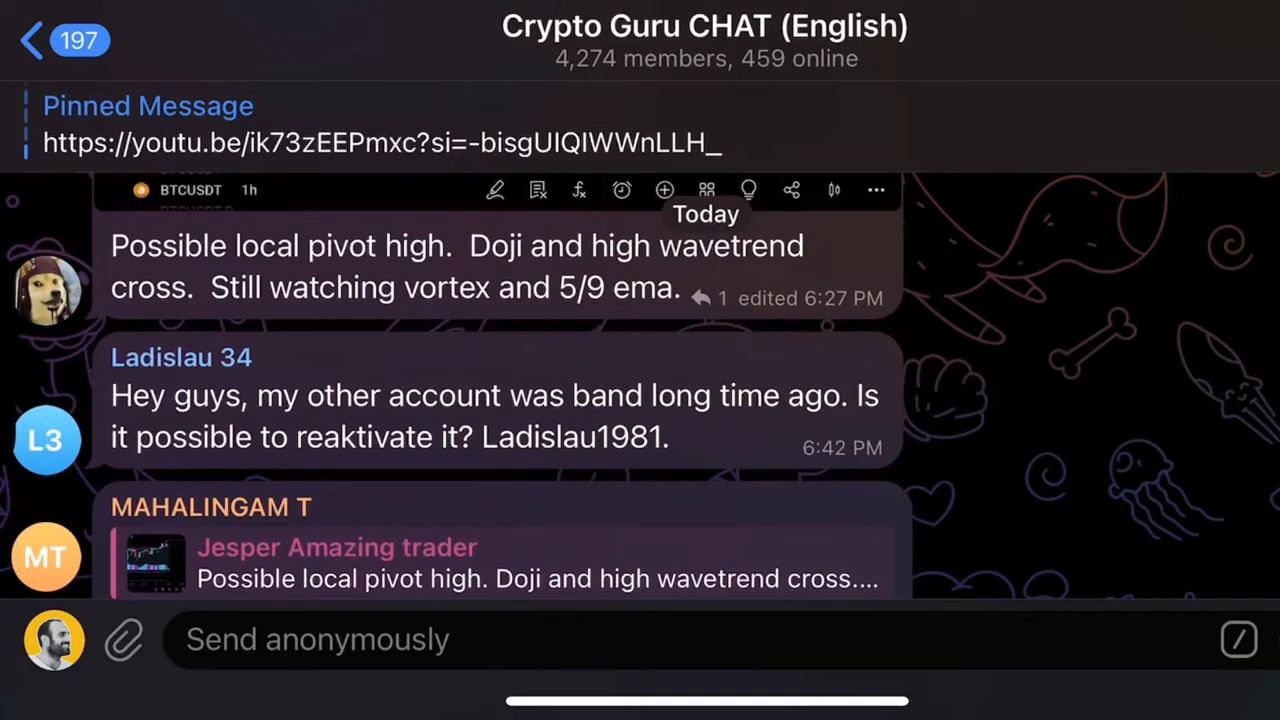 197
Crypto Guru CHAT (English)
4,274 members, 459 online
Pinned Message
https://youtu.be/ik73zEEPmxc?si=-bisgUIQIWWnLLH_
BTCUSDT 1h
Today
Possible local pivot high. Doji and high wavetrend
cross. Still watching vortex and 5/9 ema.
1 edited 6:27 PM
Ladislau 34
Hey guys, my other account was band long time ago. Is
it possible to reaktivate it? Ladislau1981.
6:42 PM
L3
MAHALINGAM T
MT
Jesper Amazing trader
Possible local pivot high. Doji and high wavetrend cross....
Send anonymously